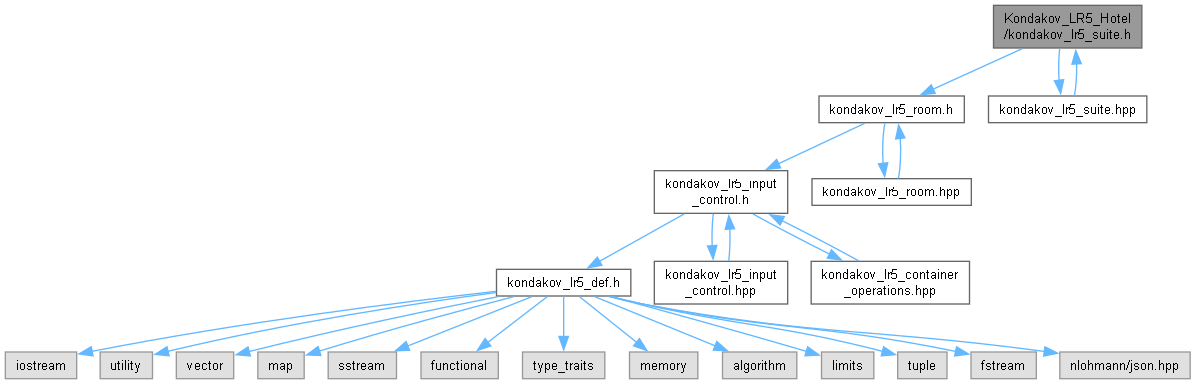 Kondakov_LR5_Hotel
/kondakov_lr5_suite.h
kondakov_lr5_room.h
kondakov_lr5_suite.hpp
kondakov_lr5_input
_control.h
kondakov_lr5_room.hpp
kondakov_lr5_def.h
kondakov_lr5_input
_control.hpp
kondakov_lr5_container
_operations.hpp
iostream
utility
vector
map
sstream
functional
type_traits
memory
algorithm
limits
tuple
fstream
nlohmann/json.hpp